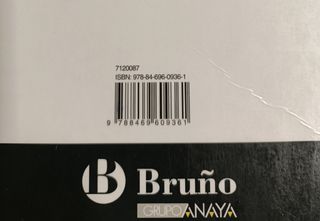 7120087
ISBN: 978-84-696-0936-1
9 788469 609361
B Bruño
GRUPO ANAYA